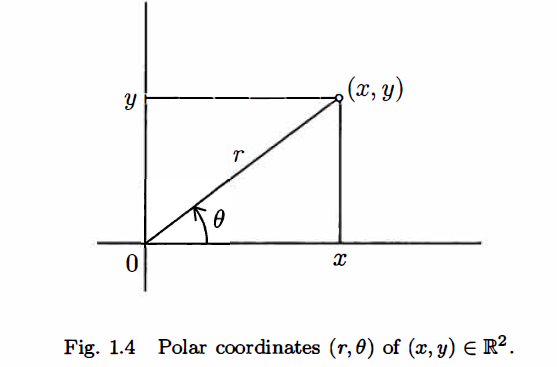 y
(x, y)
r
θ
0
x
Fig. 1.4 Polar coordinates (r, θ) of (x, y) ∈ ℝ².